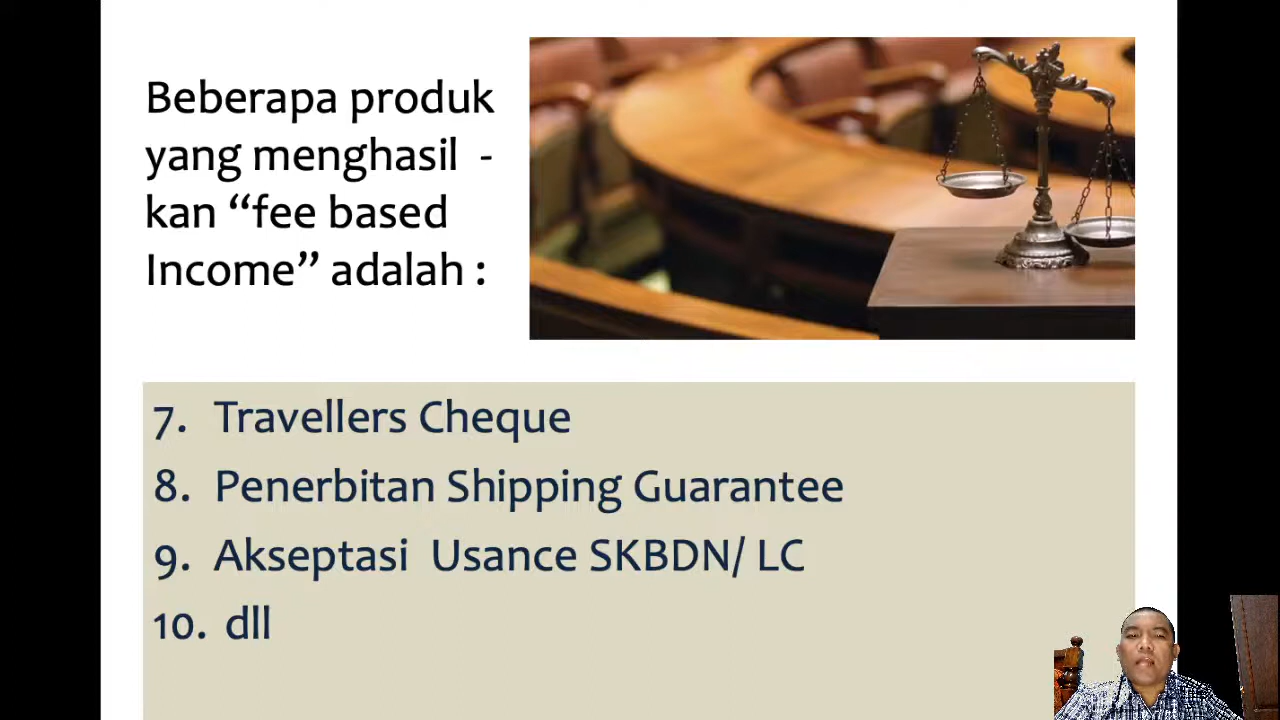 Beberapa produk
yang menghasil -
kan “fee based
Income” adalah :
7. Travellers Cheque
8. Penerbitan Shipping Guarantee
9. Akseptasi Usance SKBDN/ LC
10. dll